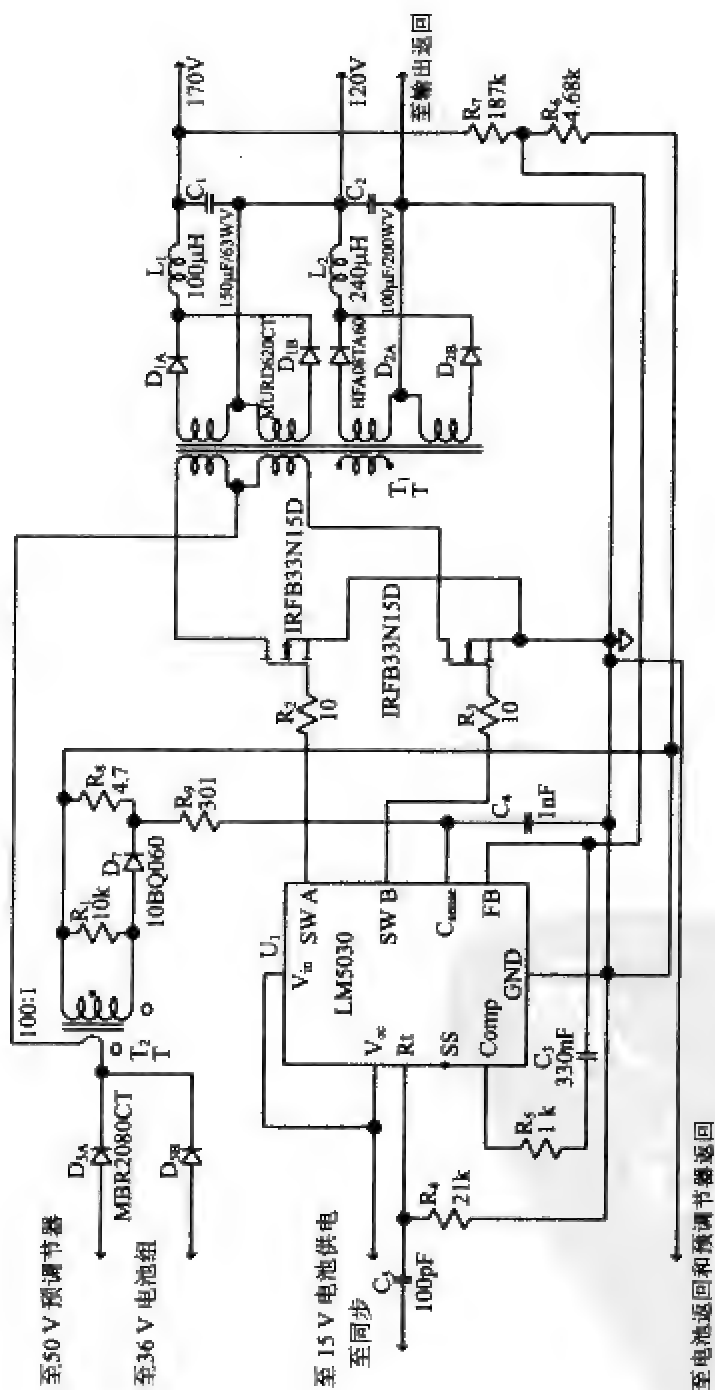 至50 V 预调节器
至36 V 电池组
D3A
MBR2080CT
D3B
100:1
T2
T
R1
10k
D7
10BQ060
R8
4.7
R9
301
至 15 V 电池供电
至同步
C5
100pF
R4
21k
U1
Vin
SW A
LM5030
Rt
SS
SW B
Comp
FB
GND
R5
1 k
C3
330nF
C4
1nF
R2
10
IRFB33N15D
IRFB33N15D
10
T1
T
D1A
MURD620CT
D1B
HFA08TA60
D2A
D2B
L1
100μH
C1
150μF/63WV
L2
240μH
C2
100μF/200WV
170V
120V
至输出返回
R7
187k
R6
4.68k
至电池返回和预调节器返回